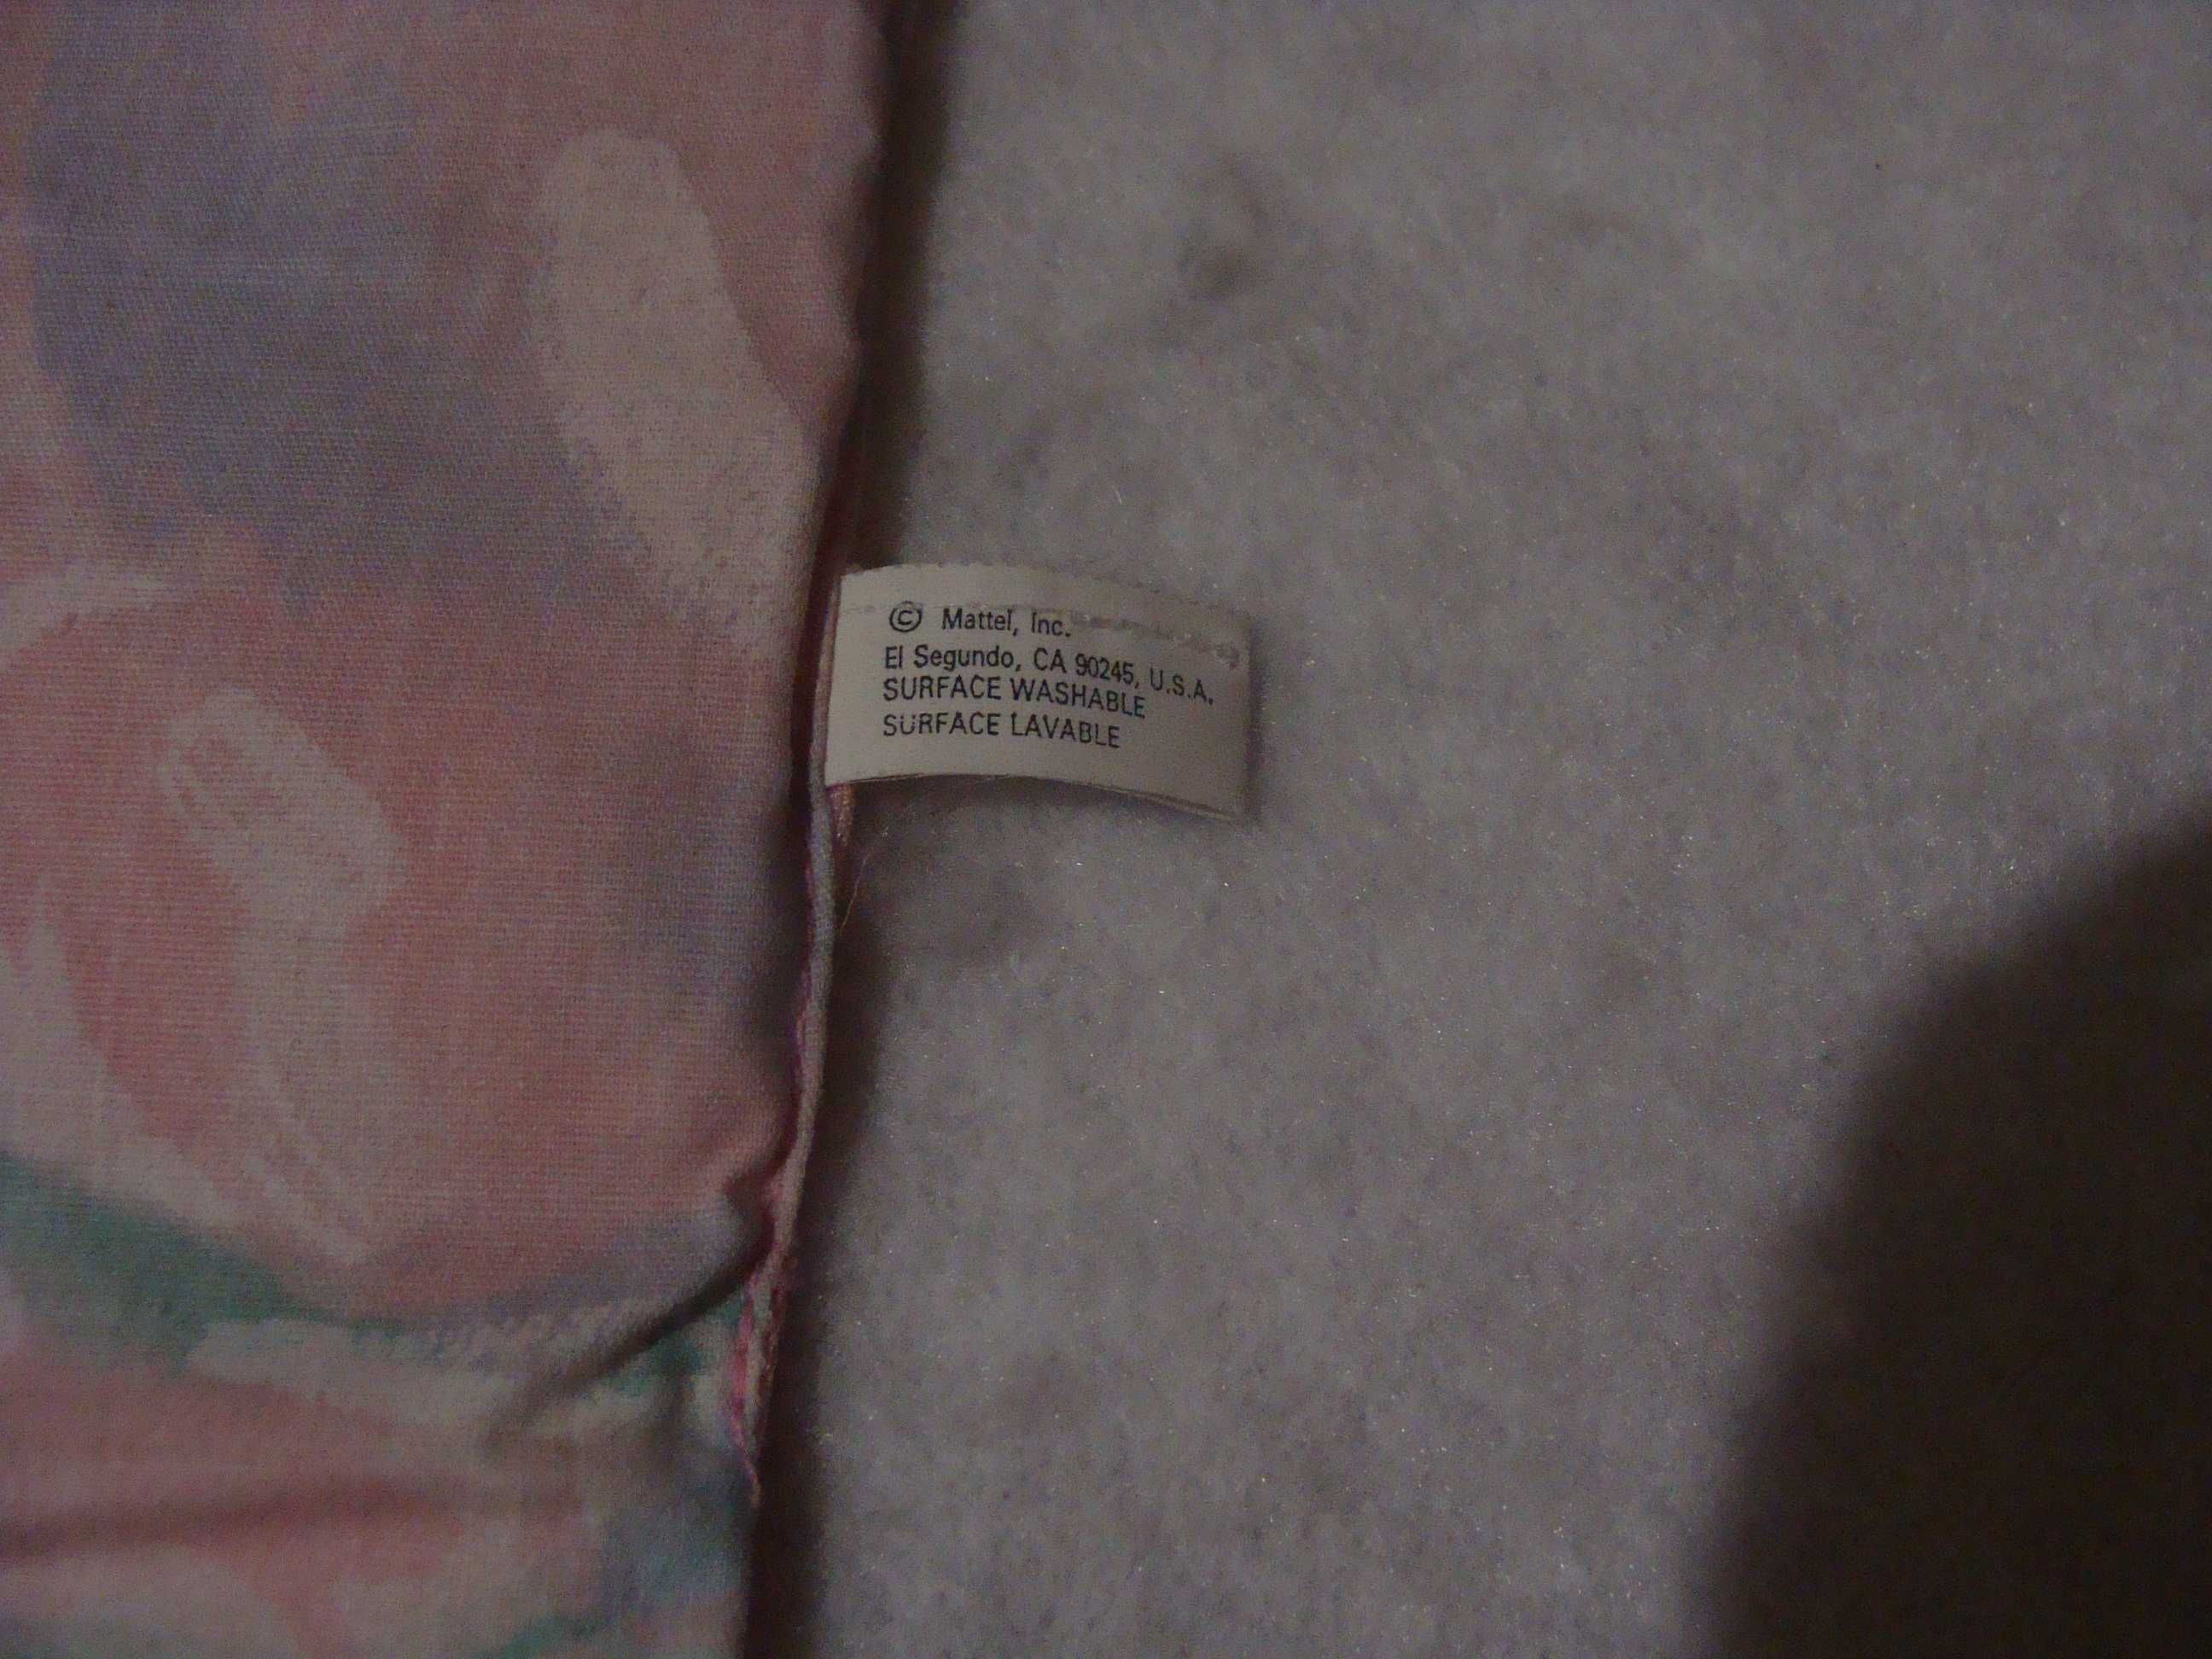 © Mattel, Inc.
El Segundo, CA 90245, U.S.A.
SURFACE WASHABLE
SURFACE LAVABLE